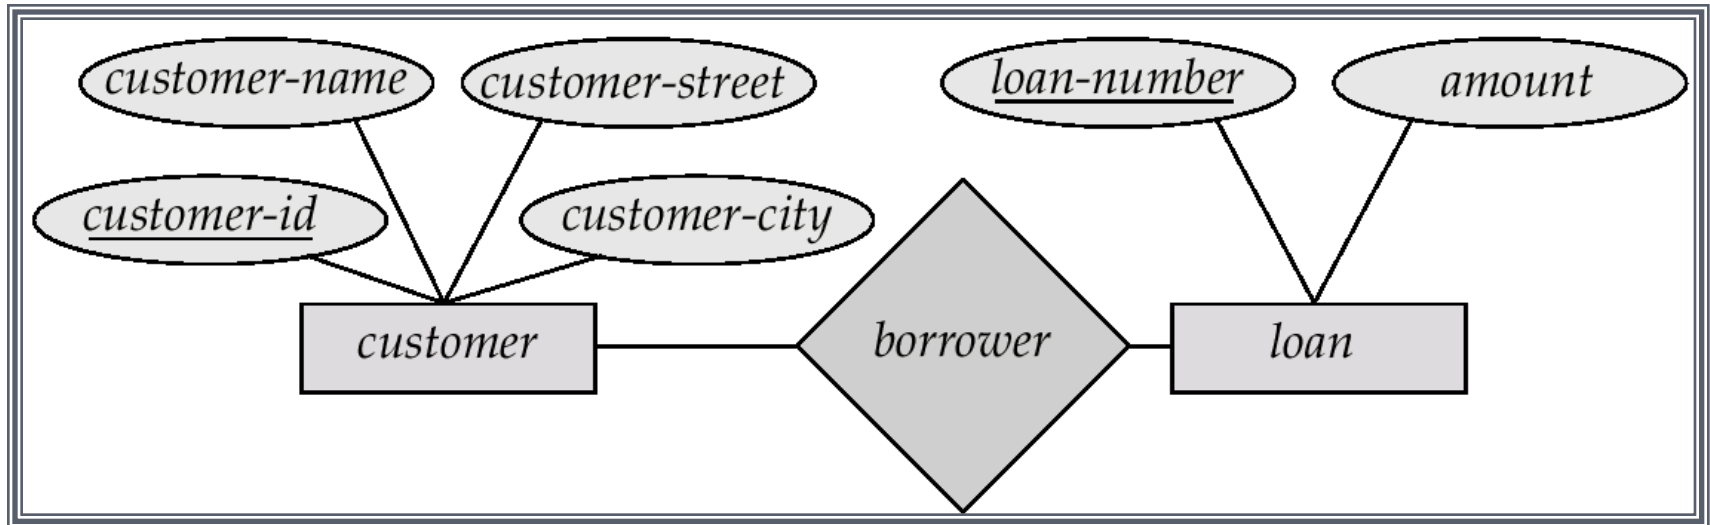 customer-name
customer-street
loan-number
amount
customer-id
customer-city
customer
borrower
loan